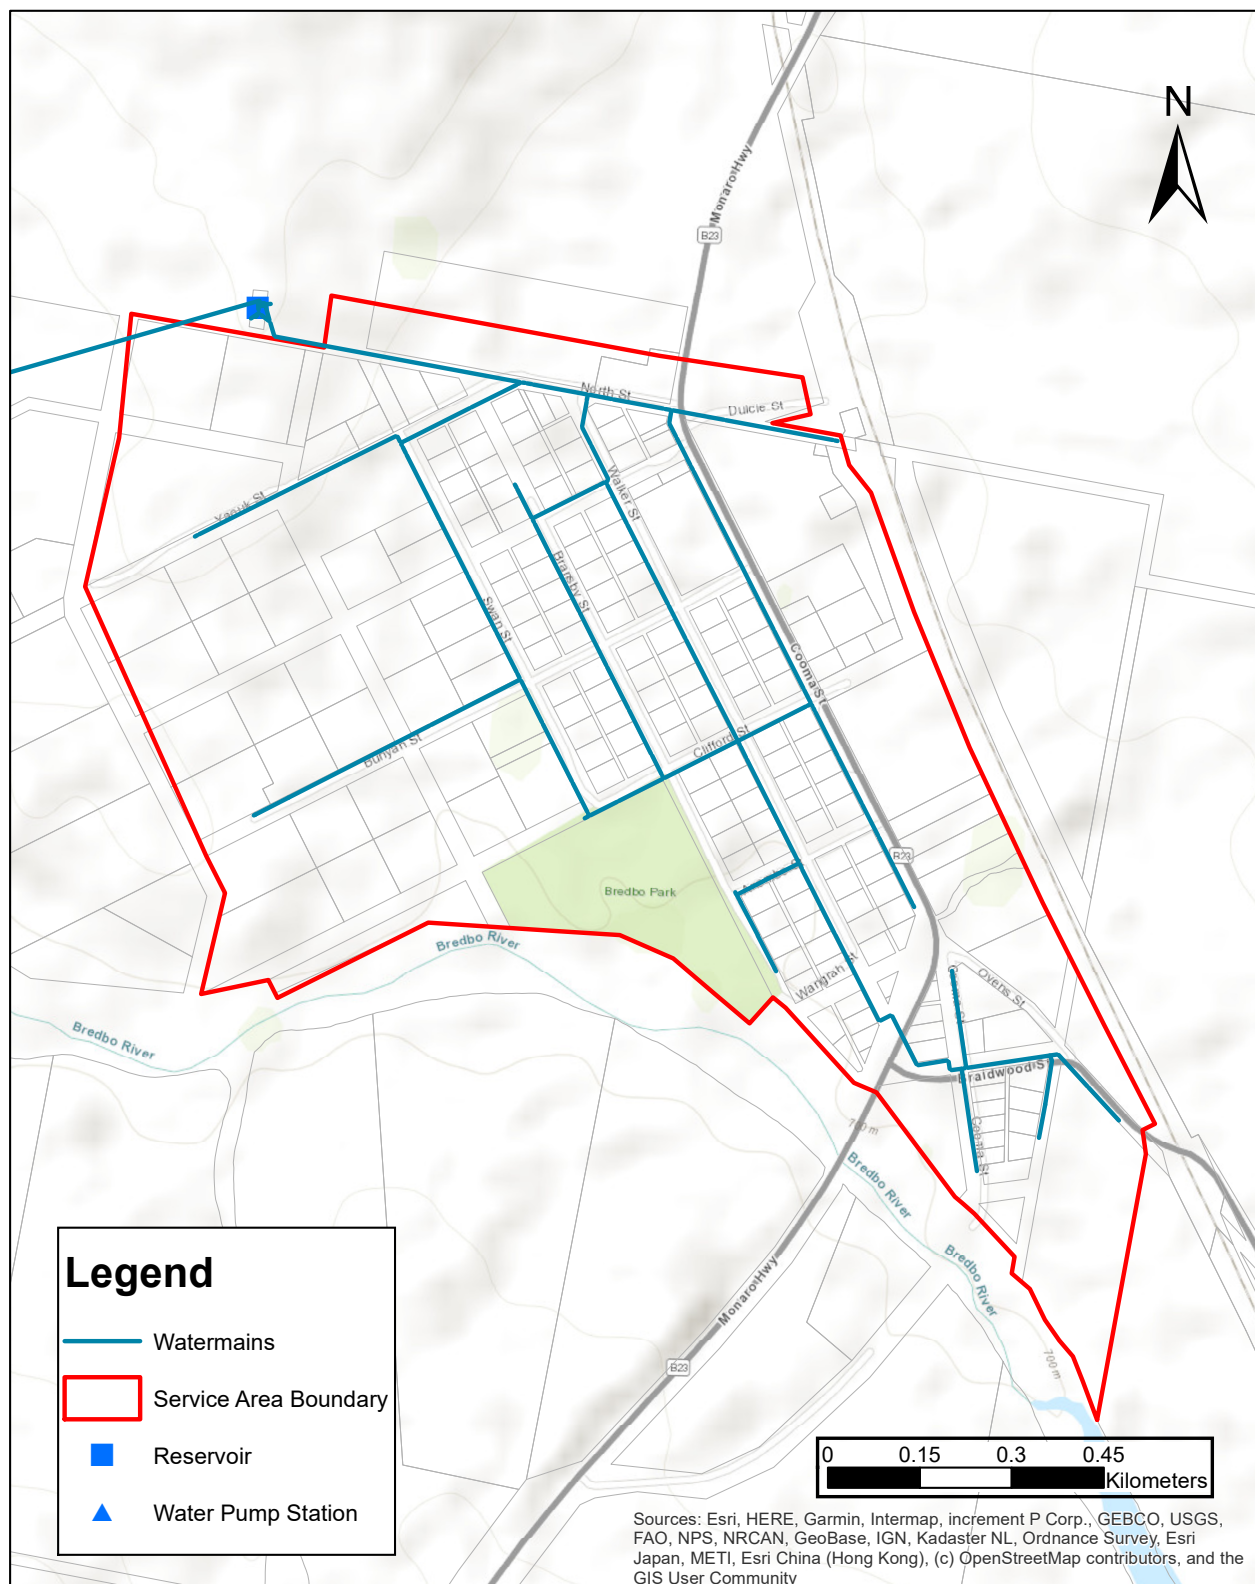 N
Monaro Hwy
B23
North St
Dulcie St
Yaouk St
Walker St
Bransby St
Swan St
Cooma St
Clifford St
Bunyan St
B23
Bredbo Park
Bredbo River
Wangrah St
Ovens St
Bredbo River
Braidwood St
700 m
Bredbo River
Bredbo River
Monaro Hwy
700 m
B23
Legend
Watermains
Service Area Boundary
Reservoir
Water Pump Station
0 0.15 0.3 0.45
Kilometers
Sources: Esri, HERE, Garmin, Intermap, increment P Corp., GEBCO, USGS,
FAO, NPS, NRCAN, GeoBase, IGN, Kadaster NL, Ordnance Survey, Esri
Japan, METI, Esri China (Hong Kong), (c) OpenStreetMap contributors, and the
GIS User Community